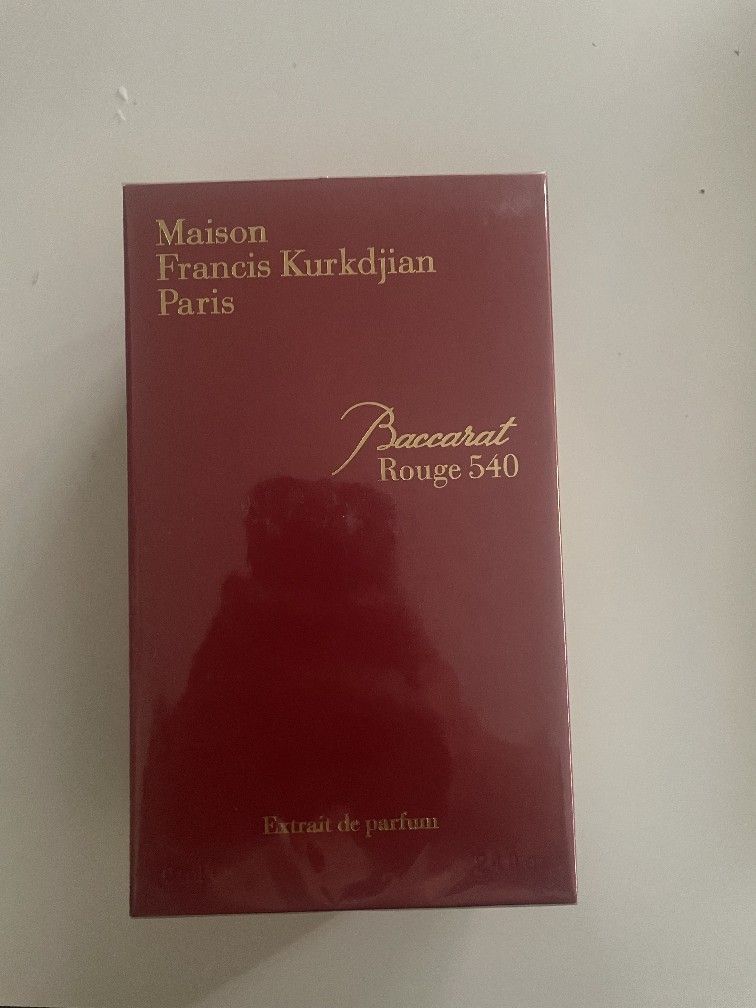 Maison
Francis Kurkdjian
Paris
Baccarat
Rouge 540
Extrait de parfum